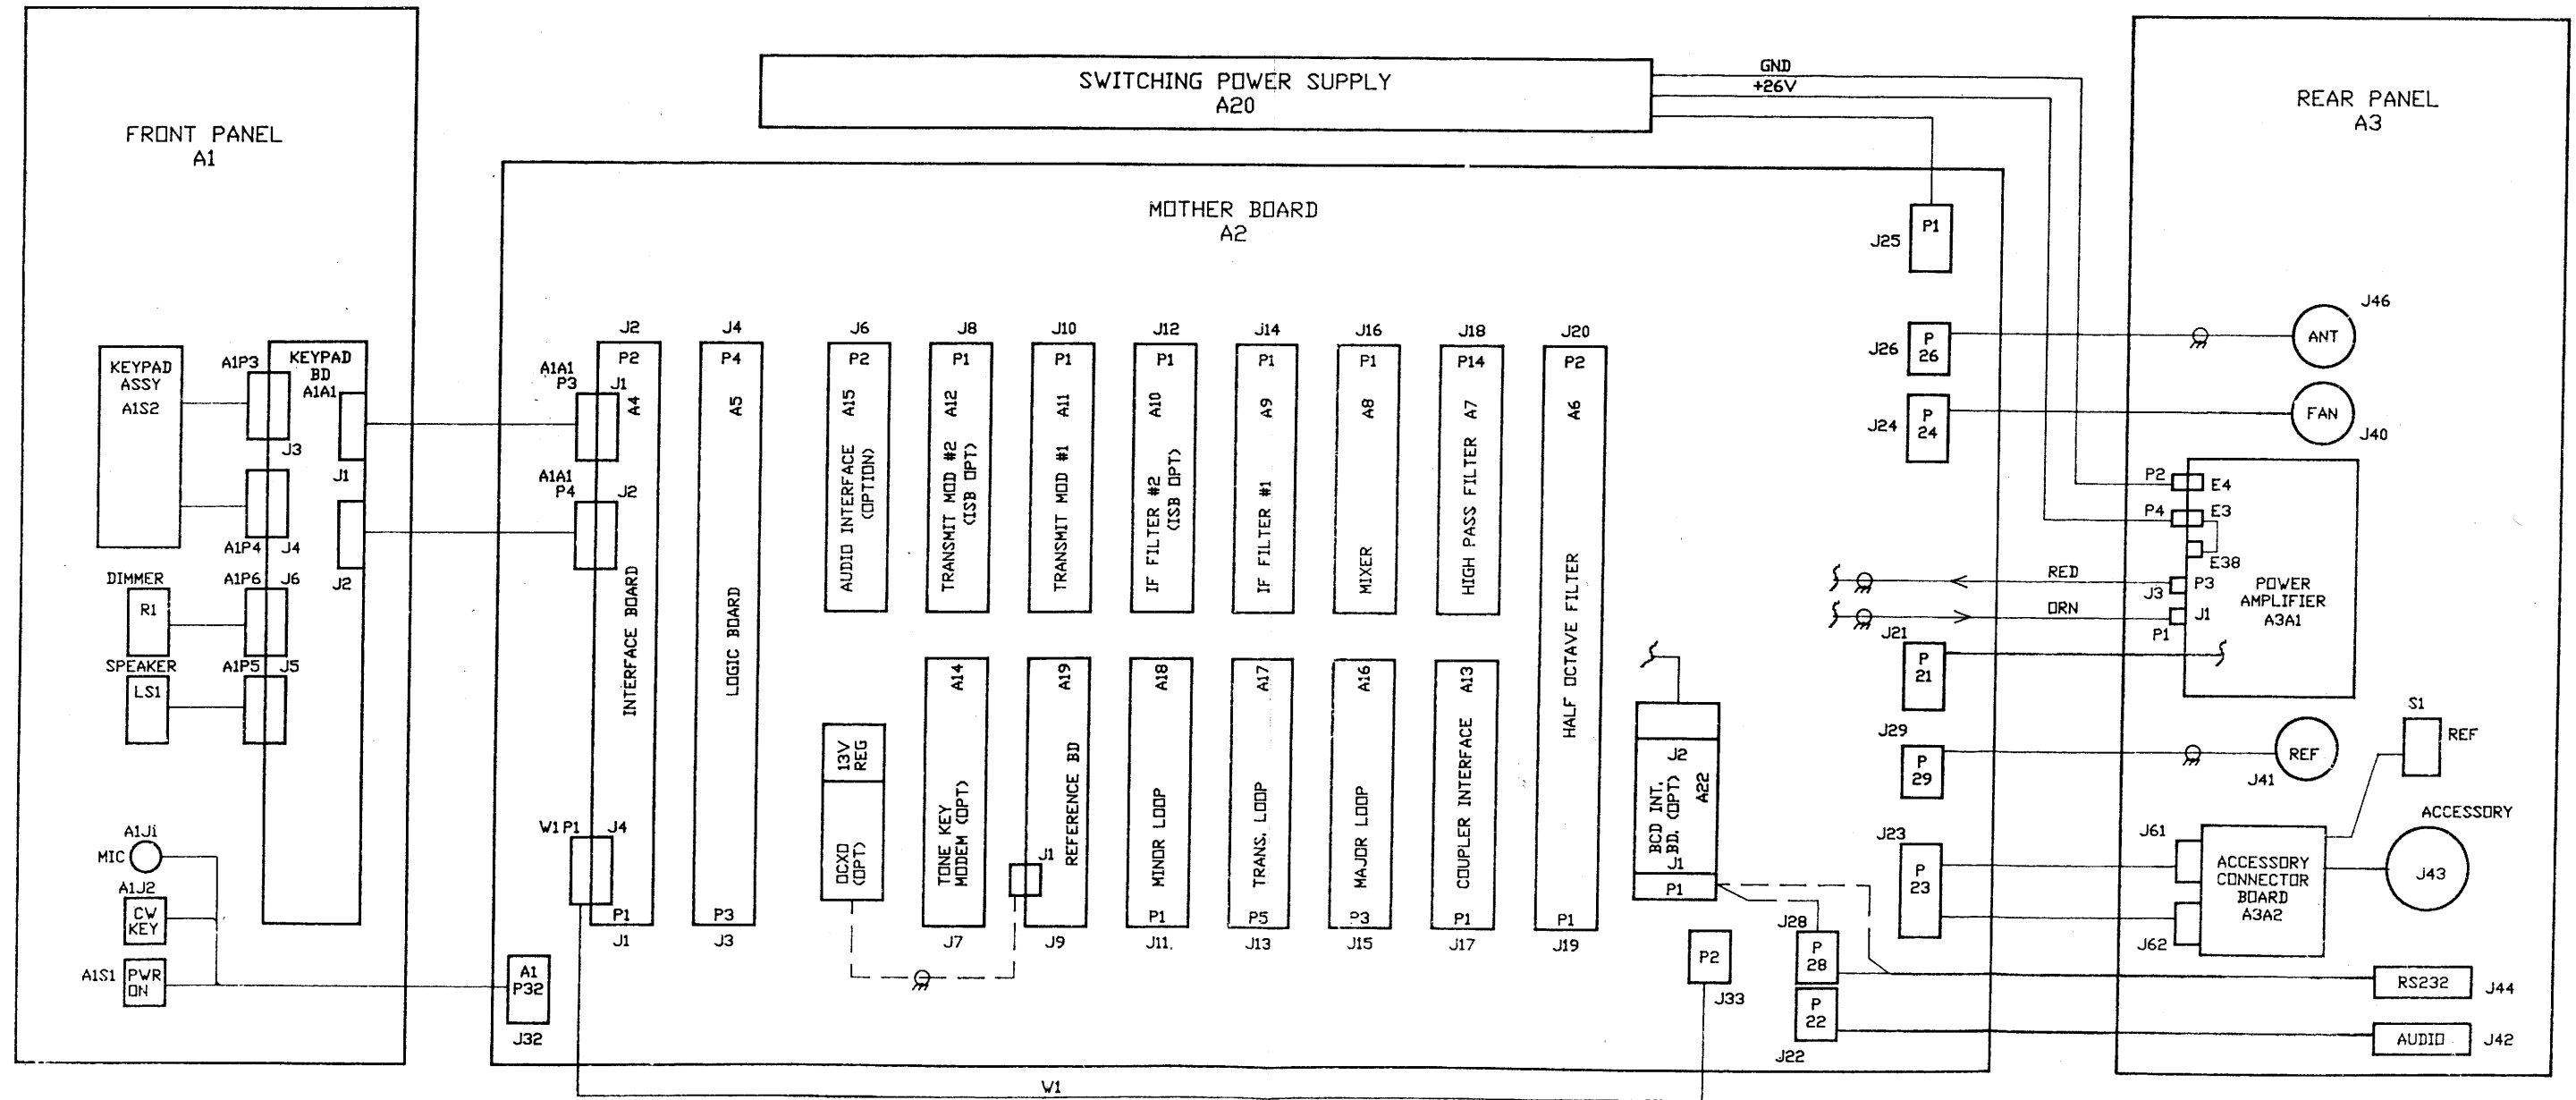 FRONT PANEL
A1
KEYPAD
ASSY
A1S2
A1P3
KEYPAD
BD
A1A1
J3
J1
A1P4
J4
J2
DIMMER
R1
A1P6
J6
SPEAKER
LS1
A1P5
J5
A1J1
MIC
A1J2
CW
KEY
A1S1
PWR
ON
SWITCHING POWER SUPPLY
A20
GND
+26V
MOTHER BOARD
A2
A1A1
P3
J1
A1A1
P4
J2
W1P1
J4
A1
P32
J32
J2
P2
A4
INTERFACE BOARD
P1
J1
J4
P4
A5
LOGIC BOARD
P3
J3
J6
P2
A15
AUDIO INTERFACE
(OPTION)
J8
P1
A12
TRANSMIT MOD #2
(ISB OPT)
J10
P1
A11
TRANSMIT MOD #1
J12
P1
A10
IF FILTER #2
(ISB OPT)
J14
P1
A9
IF FILTER #1
J16
P1
A8
MIXER
J18
P14
A7
HIGH PASS FILTER
J20
P2
A6
HALF OCTAVE FILTER
P1
J19
13V
REG
OCXO
(OPT)
A14
TONE KEY
MODEM (OPT)
J7
A19
REFERENCE BD
J1
J9
A18
MINOR LOOP
P1
J11
A17
TRANS. LOOP
P5
J13
A16
MAJOR LOOP
P3
J15
A13
COUPLER INTERFACE
P1
J17
J2
BCD INT.
BD. (OPT)
A22
J1
P1
P2
J33
W1
J25
P1
J26
P
26
J24
P
24
J21
P
21
J29
P
29
J23
P
23
J28
P
28
P
22
J22
RED
ORN
REAR PANEL
A3
J46
ANT
FAN
J40
P2
E4
P4
E3
E38
J3
P3
P1
J1
POWER
AMPLIFIER
A3A1
S1
REF
REF
J41
ACCESSORY
J43
J61
J62
ACCESSORY
CONNECTOR
BOARD
A3A2
RS232
J44
AUDIO
J42